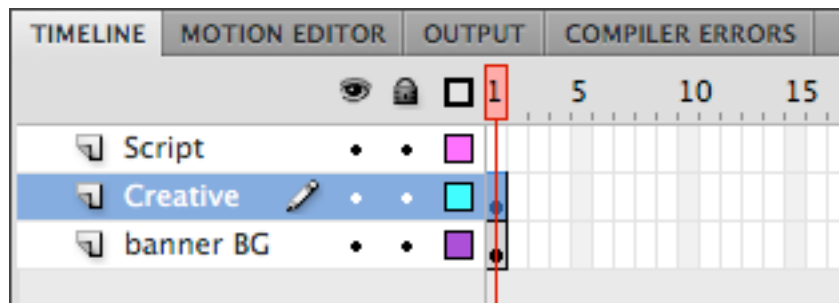 TIMELINE MOTION EDITOR OUTPUT COMPILER ERRORS
1 5 10 15
Script
Creative
banner BG